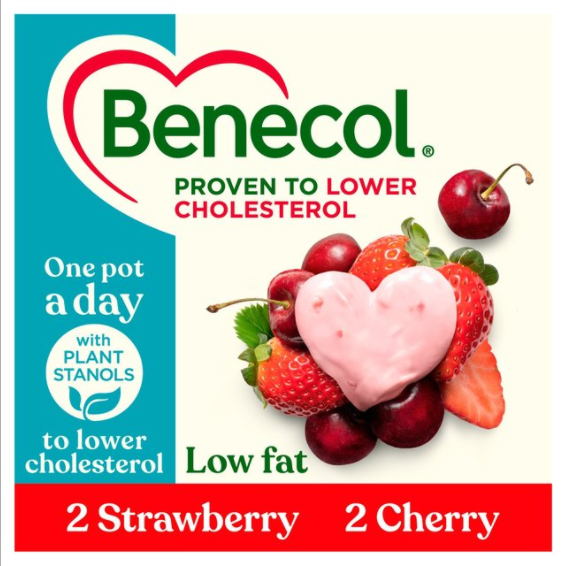 Benecol®
PROVEN TO LOWER
CHOLESTEROL
One pot
a day
with
PLANT
STANOLS
to lower
cholesterol
Low fat
2 Strawberry 2 Cherry